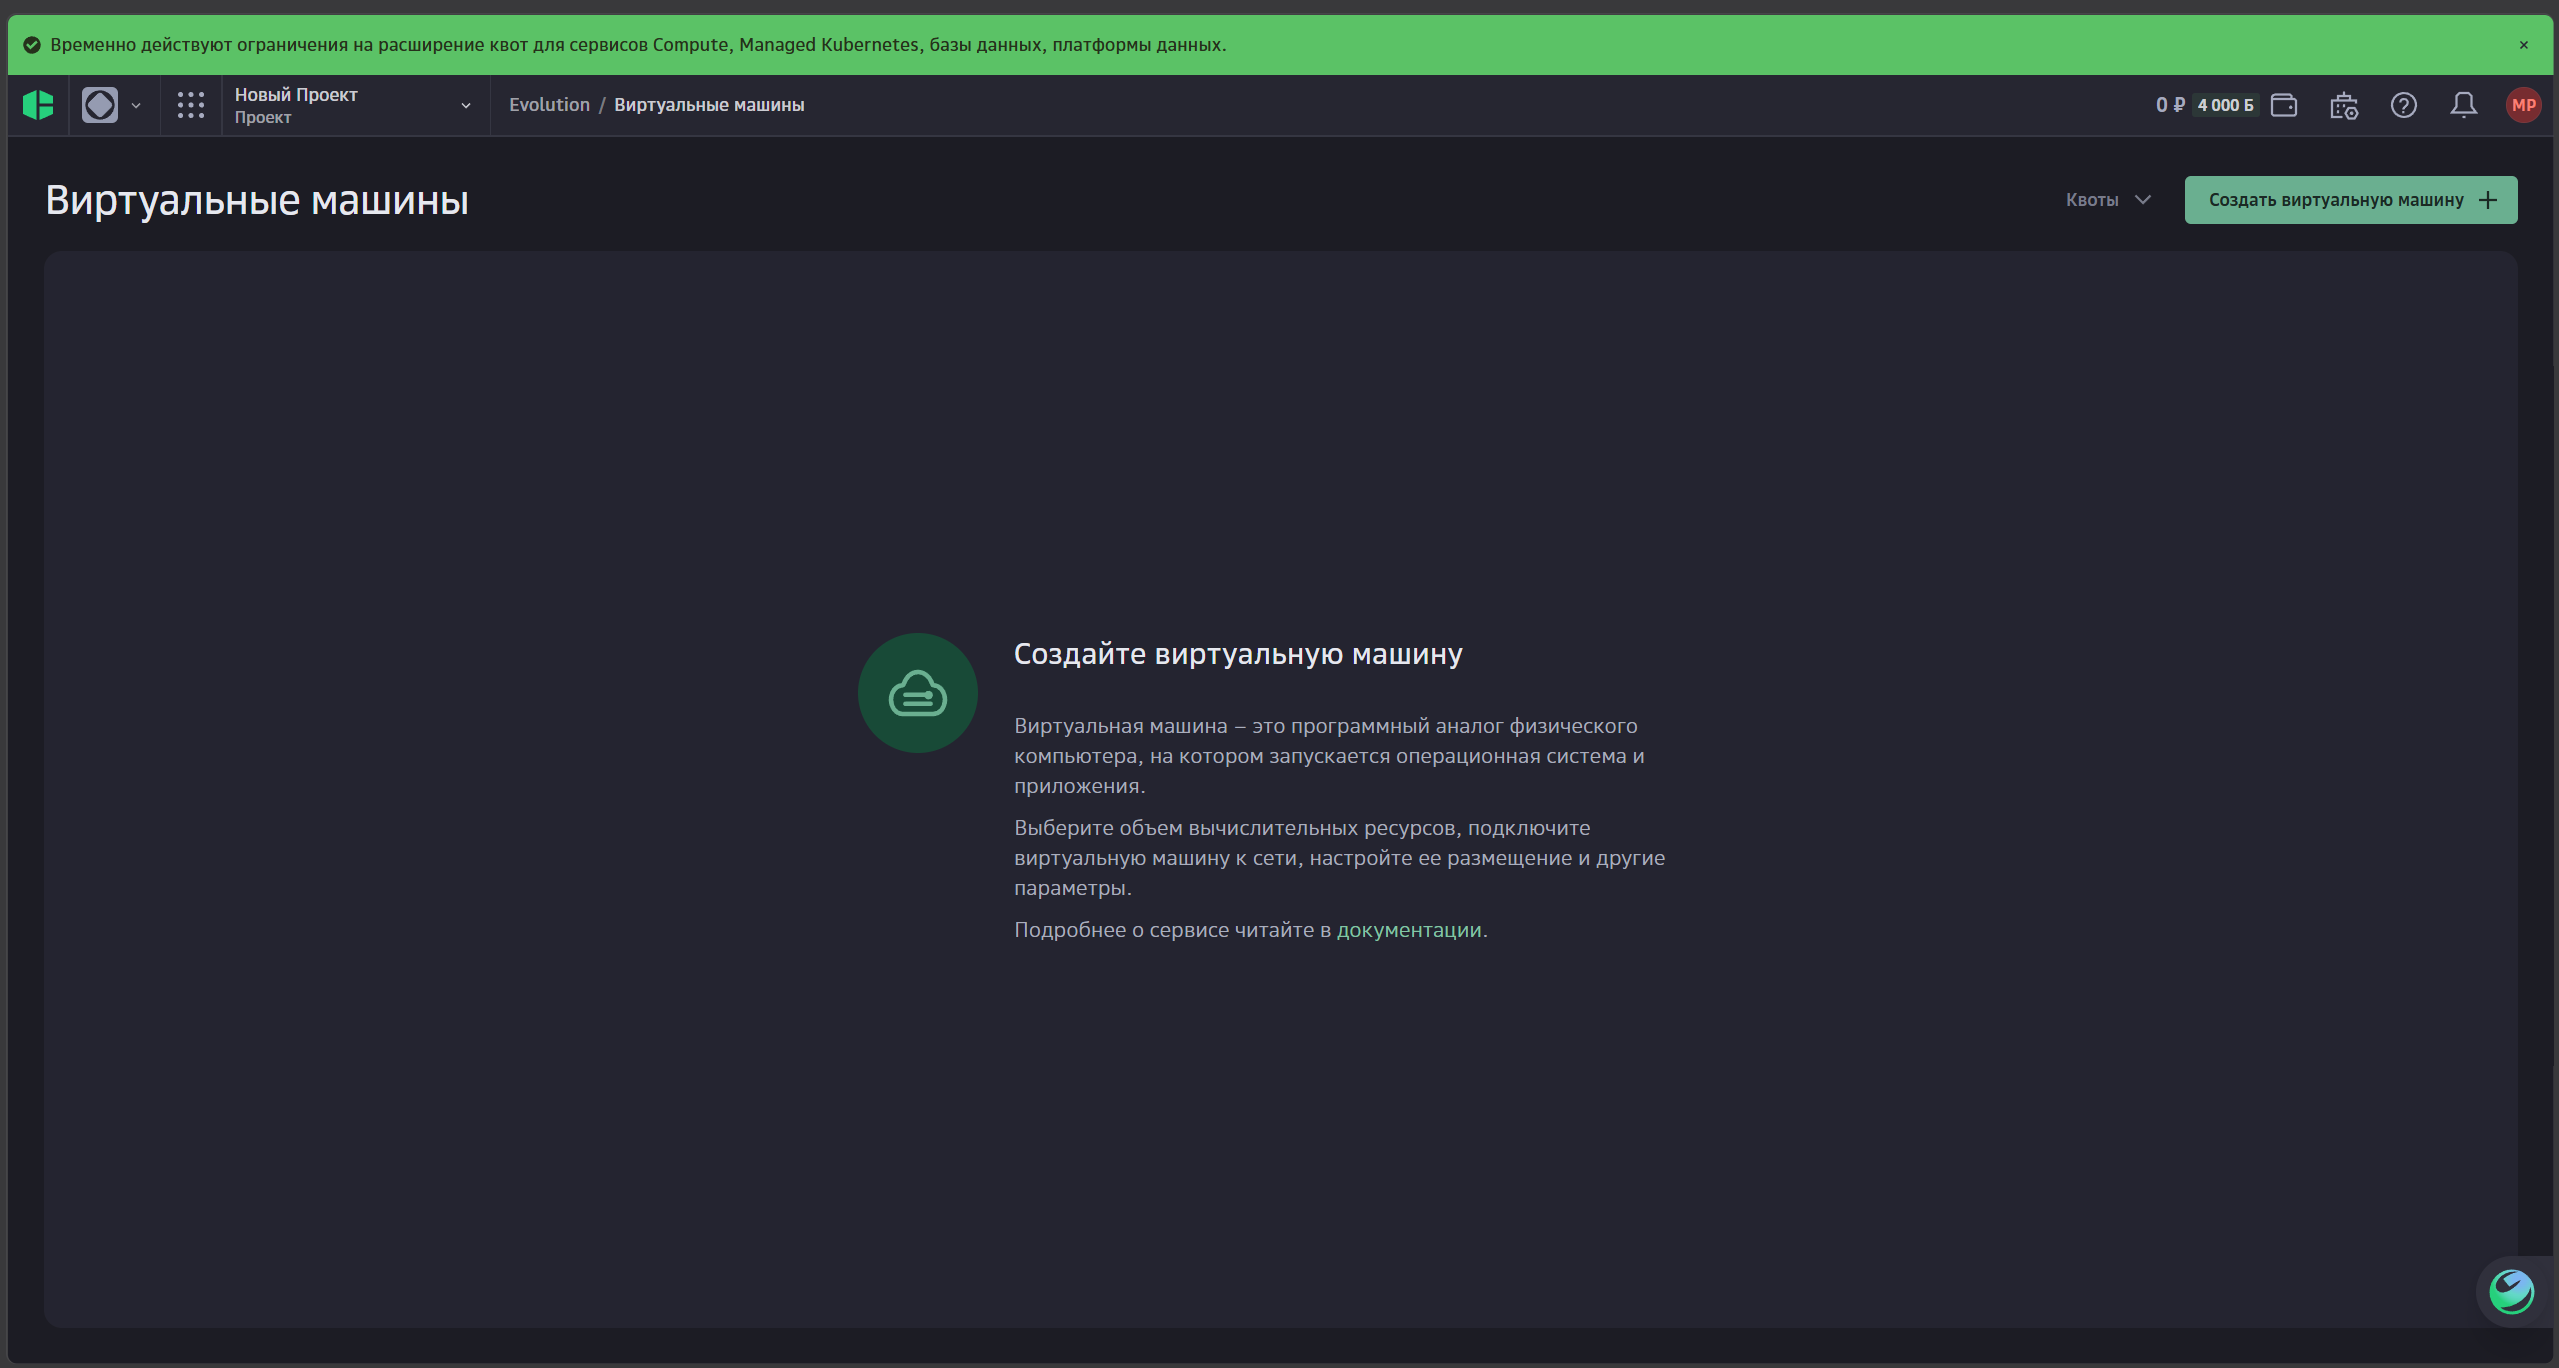 Временно действуют ограничения на расширение квот для сервисов Compute, Managed Kubernetes, базы данных, платформы данных.
Новый Проект
Проект
Evolution / Виртуальные машины
0 ₽ 4 000 Б
MP
Виртуальные машины
Квоты
Создать виртуальную машину
Создайте виртуальную машину
Виртуальная машина – это программный аналог физического
компьютера, на котором запускается операционная система и
приложения.
Выберите объем вычислительных ресурсов, подключите
виртуальную машину к сети, настройте ее размещение и другие
параметры.
Подробнее о сервисе читайте в документации.